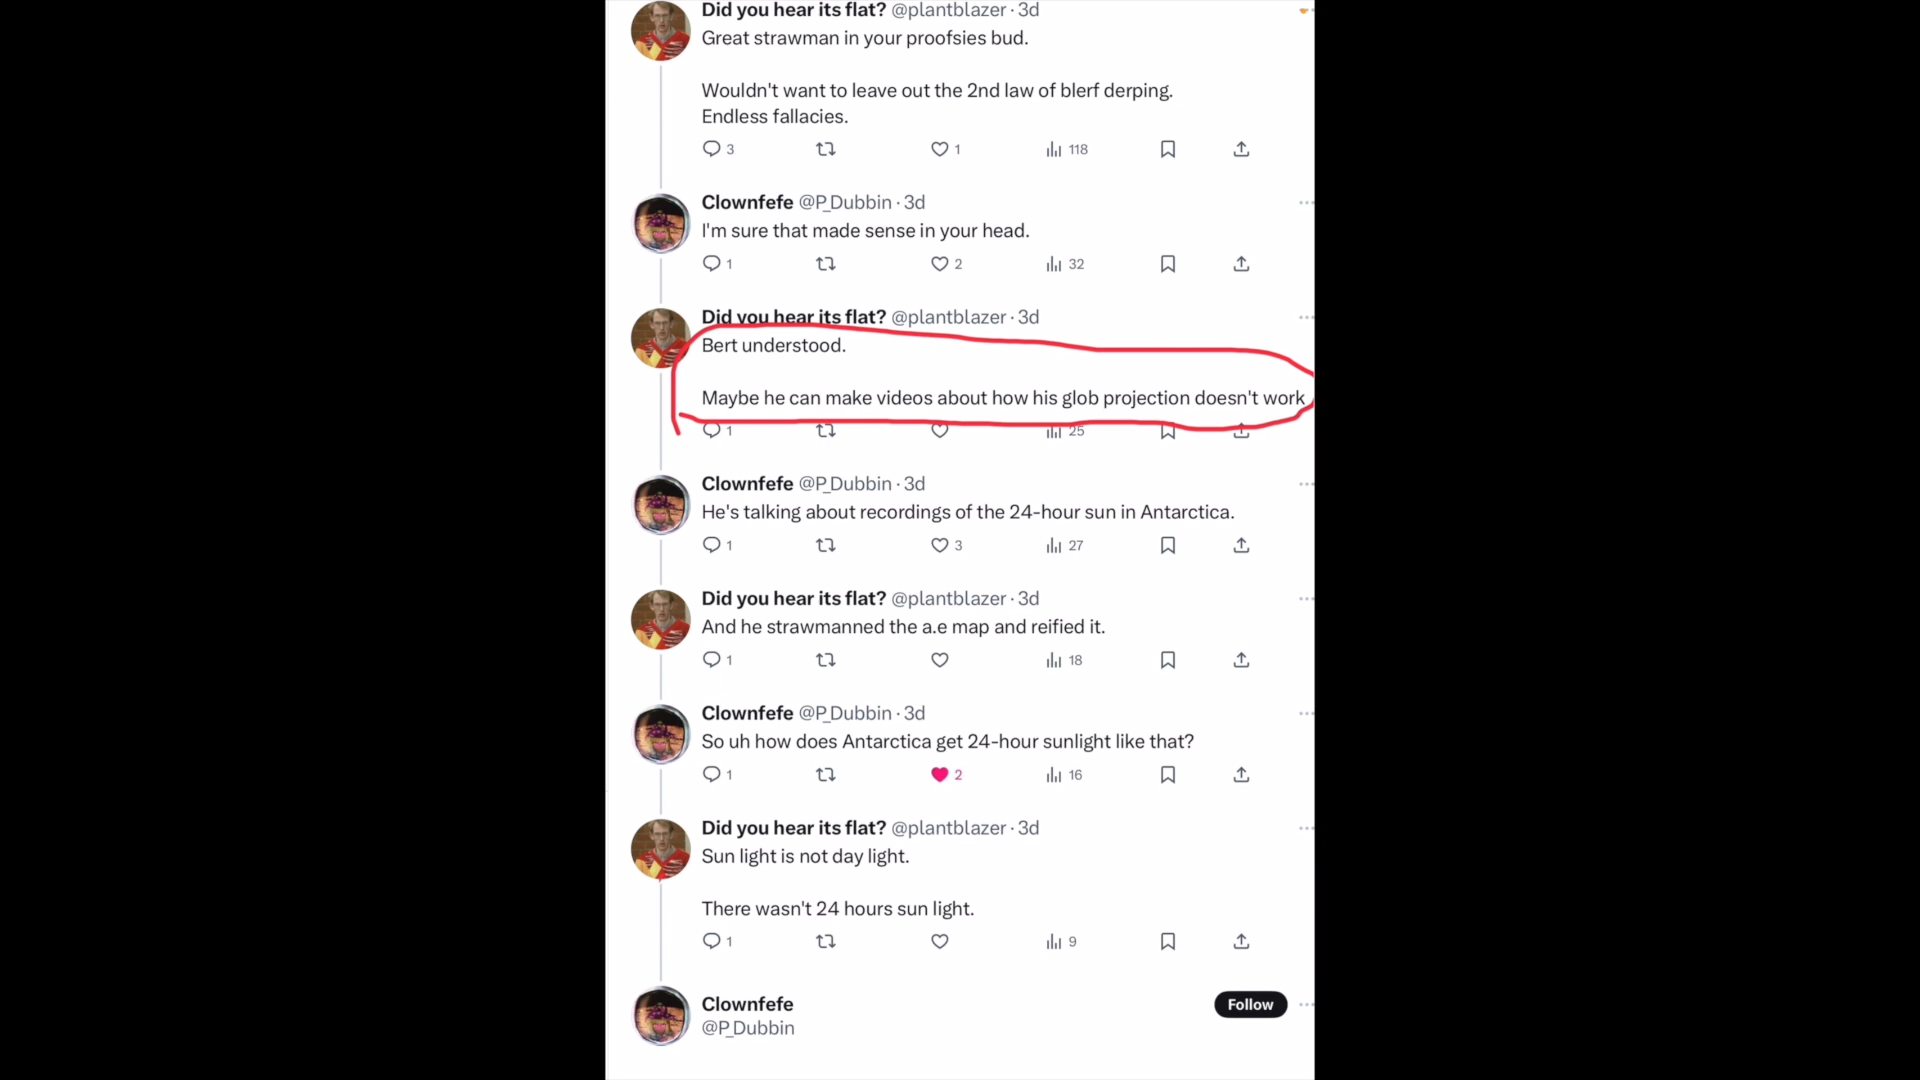 Did you hear its flat? @plantblazer · 3d
Great strawman in your proofsies bud.
Wouldn't want to leave out the 2nd law of blerf derping.
Endless fallacies.
3 1 118
Clownfefe @P_Dubbin · 3d
I'm sure that made sense in your head.
1 2 32
Did you hear its flat? @plantblazer · 3d
Bert understood.
Maybe he can make videos about how his glob projection doesn't work
1 25
Clownfefe @P_Dubbin · 3d
He's talking about recordings of the 24-hour sun in Antarctica.
1 3 27
Did you hear its flat? @plantblazer · 3d
And he strawmanned the a.e map and reified it.
1 18
Clownfefe @P_Dubbin · 3d
So uh how does Antarctica get 24-hour sunlight like that?
1 2 16
Did you hear its flat? @plantblazer · 3d
Sun light is not day light.
There wasn't 24 hours sun light.
1 9
Clownfefe Follow
@P_Dubbin